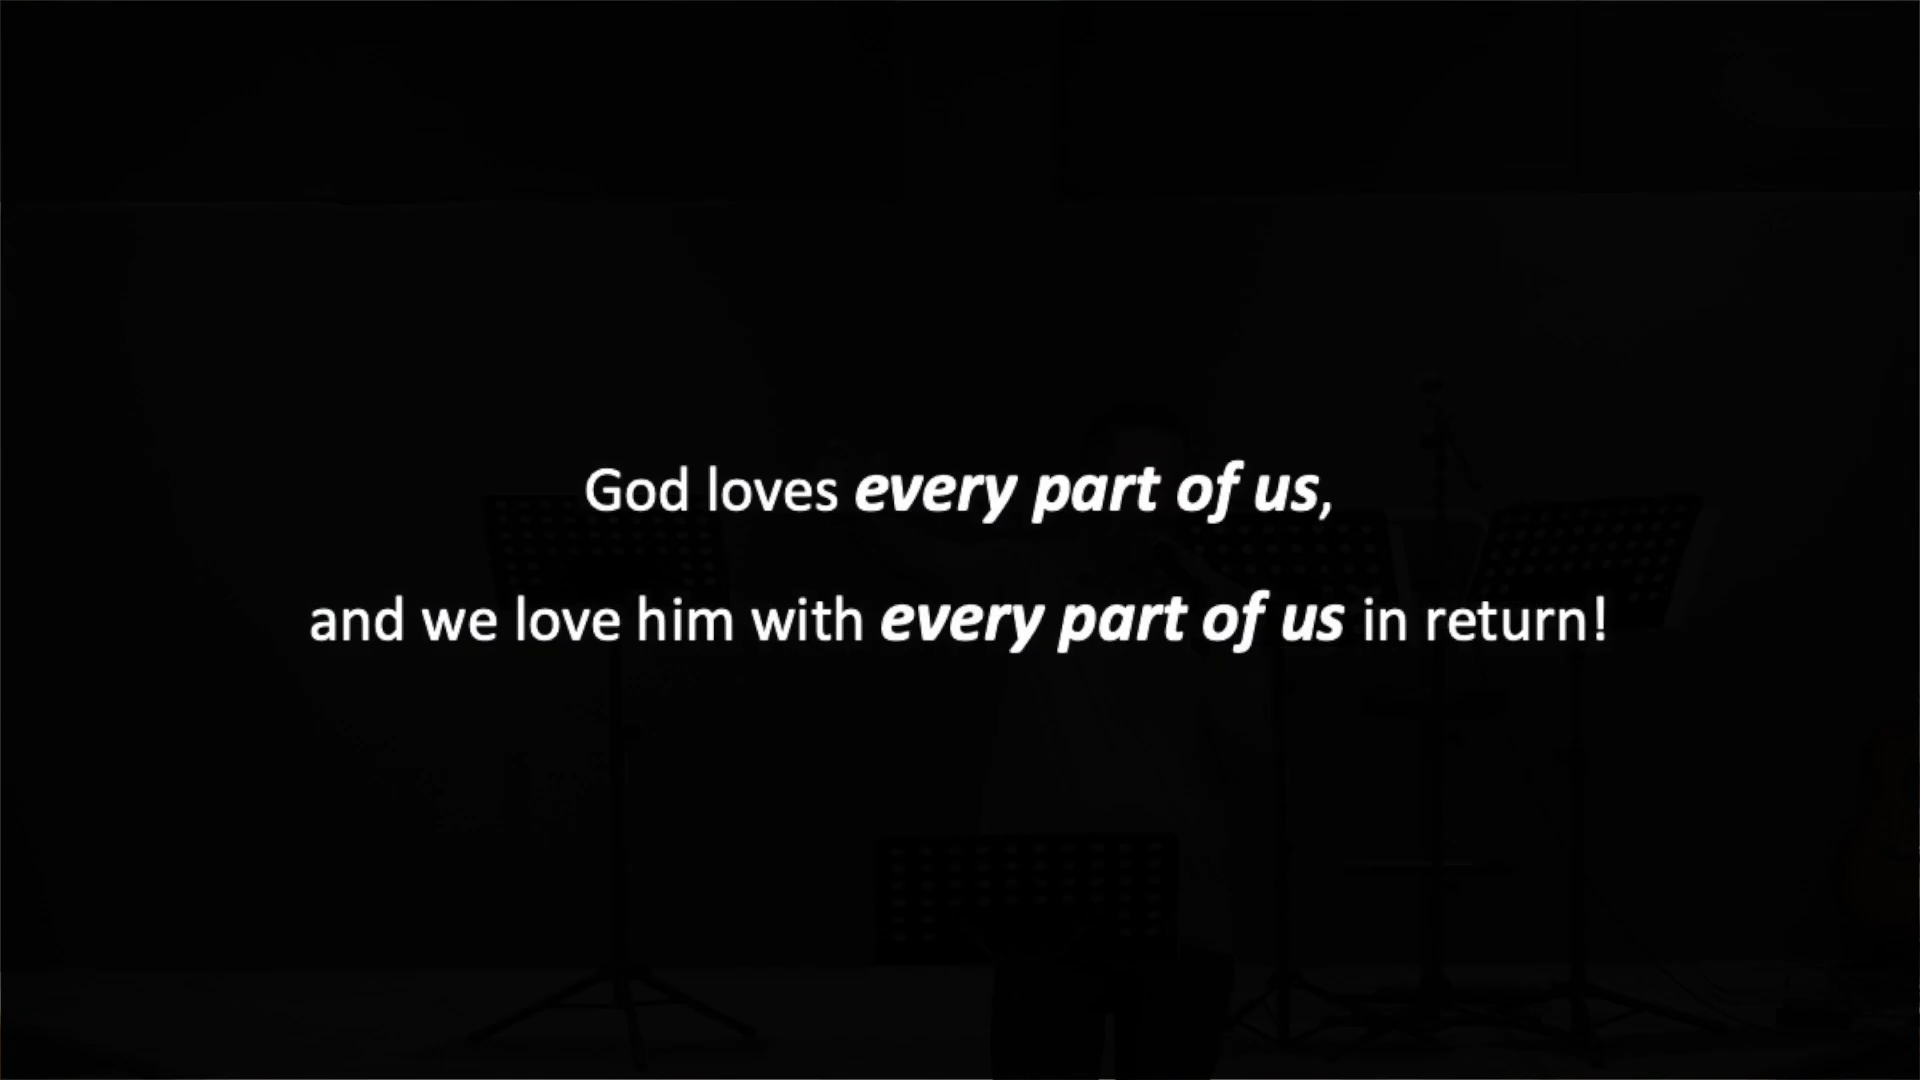 God loves every part of us,
and we love him with every part of us in return!